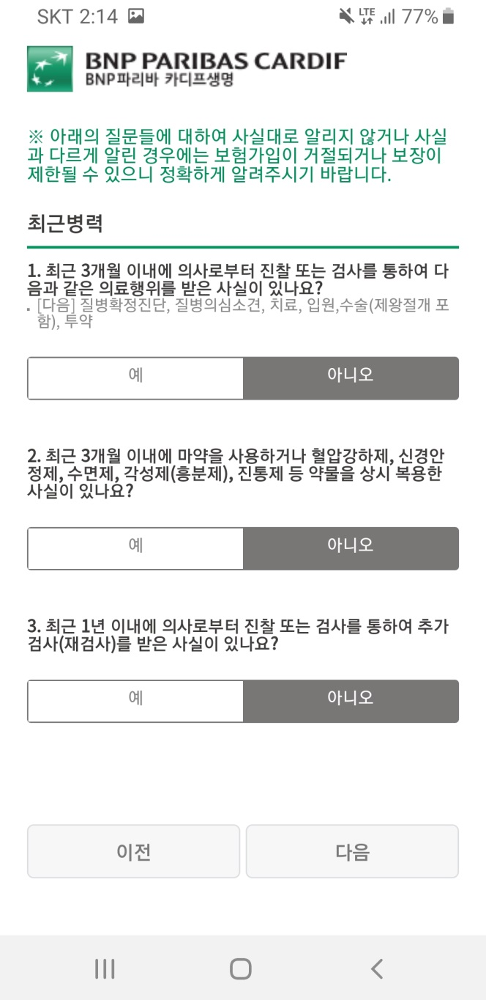 SKT 2:14
LTE 77%
BNP PARIBAS CARDIF
BNP파리바 카디프생명
※ 아래의 질문들에 대하여 사실대로 알리지 않거나 사실
과 다르게 알린 경우에는 보험가입이 거절되거나 보장이
제한될 수 있으니 정확하게 알려주시기 바랍니다.
최근병력
1. 최근 3개월 이내에 의사로부터 진찰 또는 검사를 통하여 다
음과 같은 의료행위를 받은 사실이 있나요?
. [다음] 질병확정진단, 질병의심소견, 치료, 입원,수술(제왕절개 포
함), 투약
예 아니오
2. 최근 3개월 이내에 마약을 사용하거나 혈압강하제, 신경안
정제, 수면제, 각성제(흥분제), 진통제 등 약물을 상시 복용한
사실이 있나요?
예 아니오
3. 최근 1년 이내에 의사로부터 진찰 또는 검사를 통하여 추가
검사(재검사)를 받은 사실이 있나요?
예 아니오
이전 다음